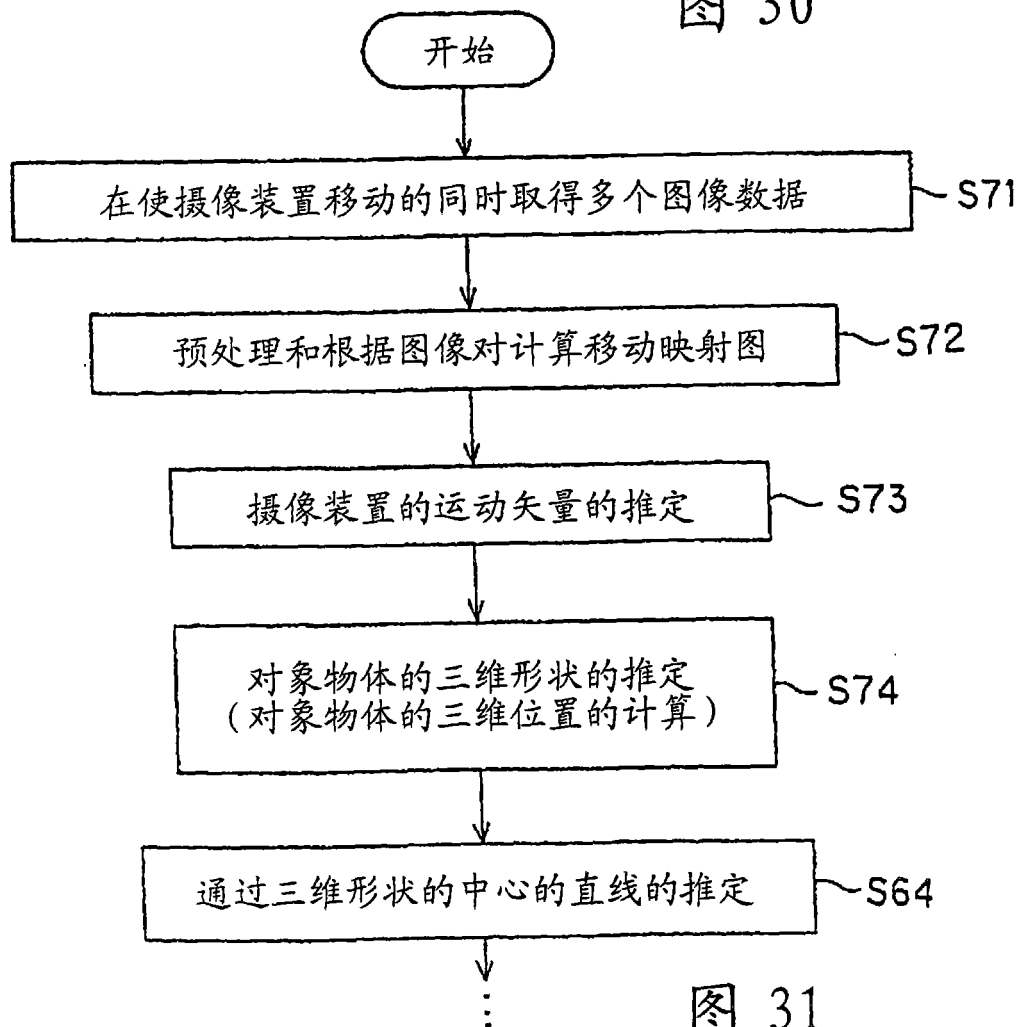 图 30
开始
在使摄像装置移动的同时取得多个图像数据
S71
预处理和根据图像对计算移动映射图
S72
摄像装置的运动矢量的推定
S73
对象物体的三维形状的推定
(对象物体的三维位置的计算)
S74
通过三维形状的中心的直线的推定
S64
图 31